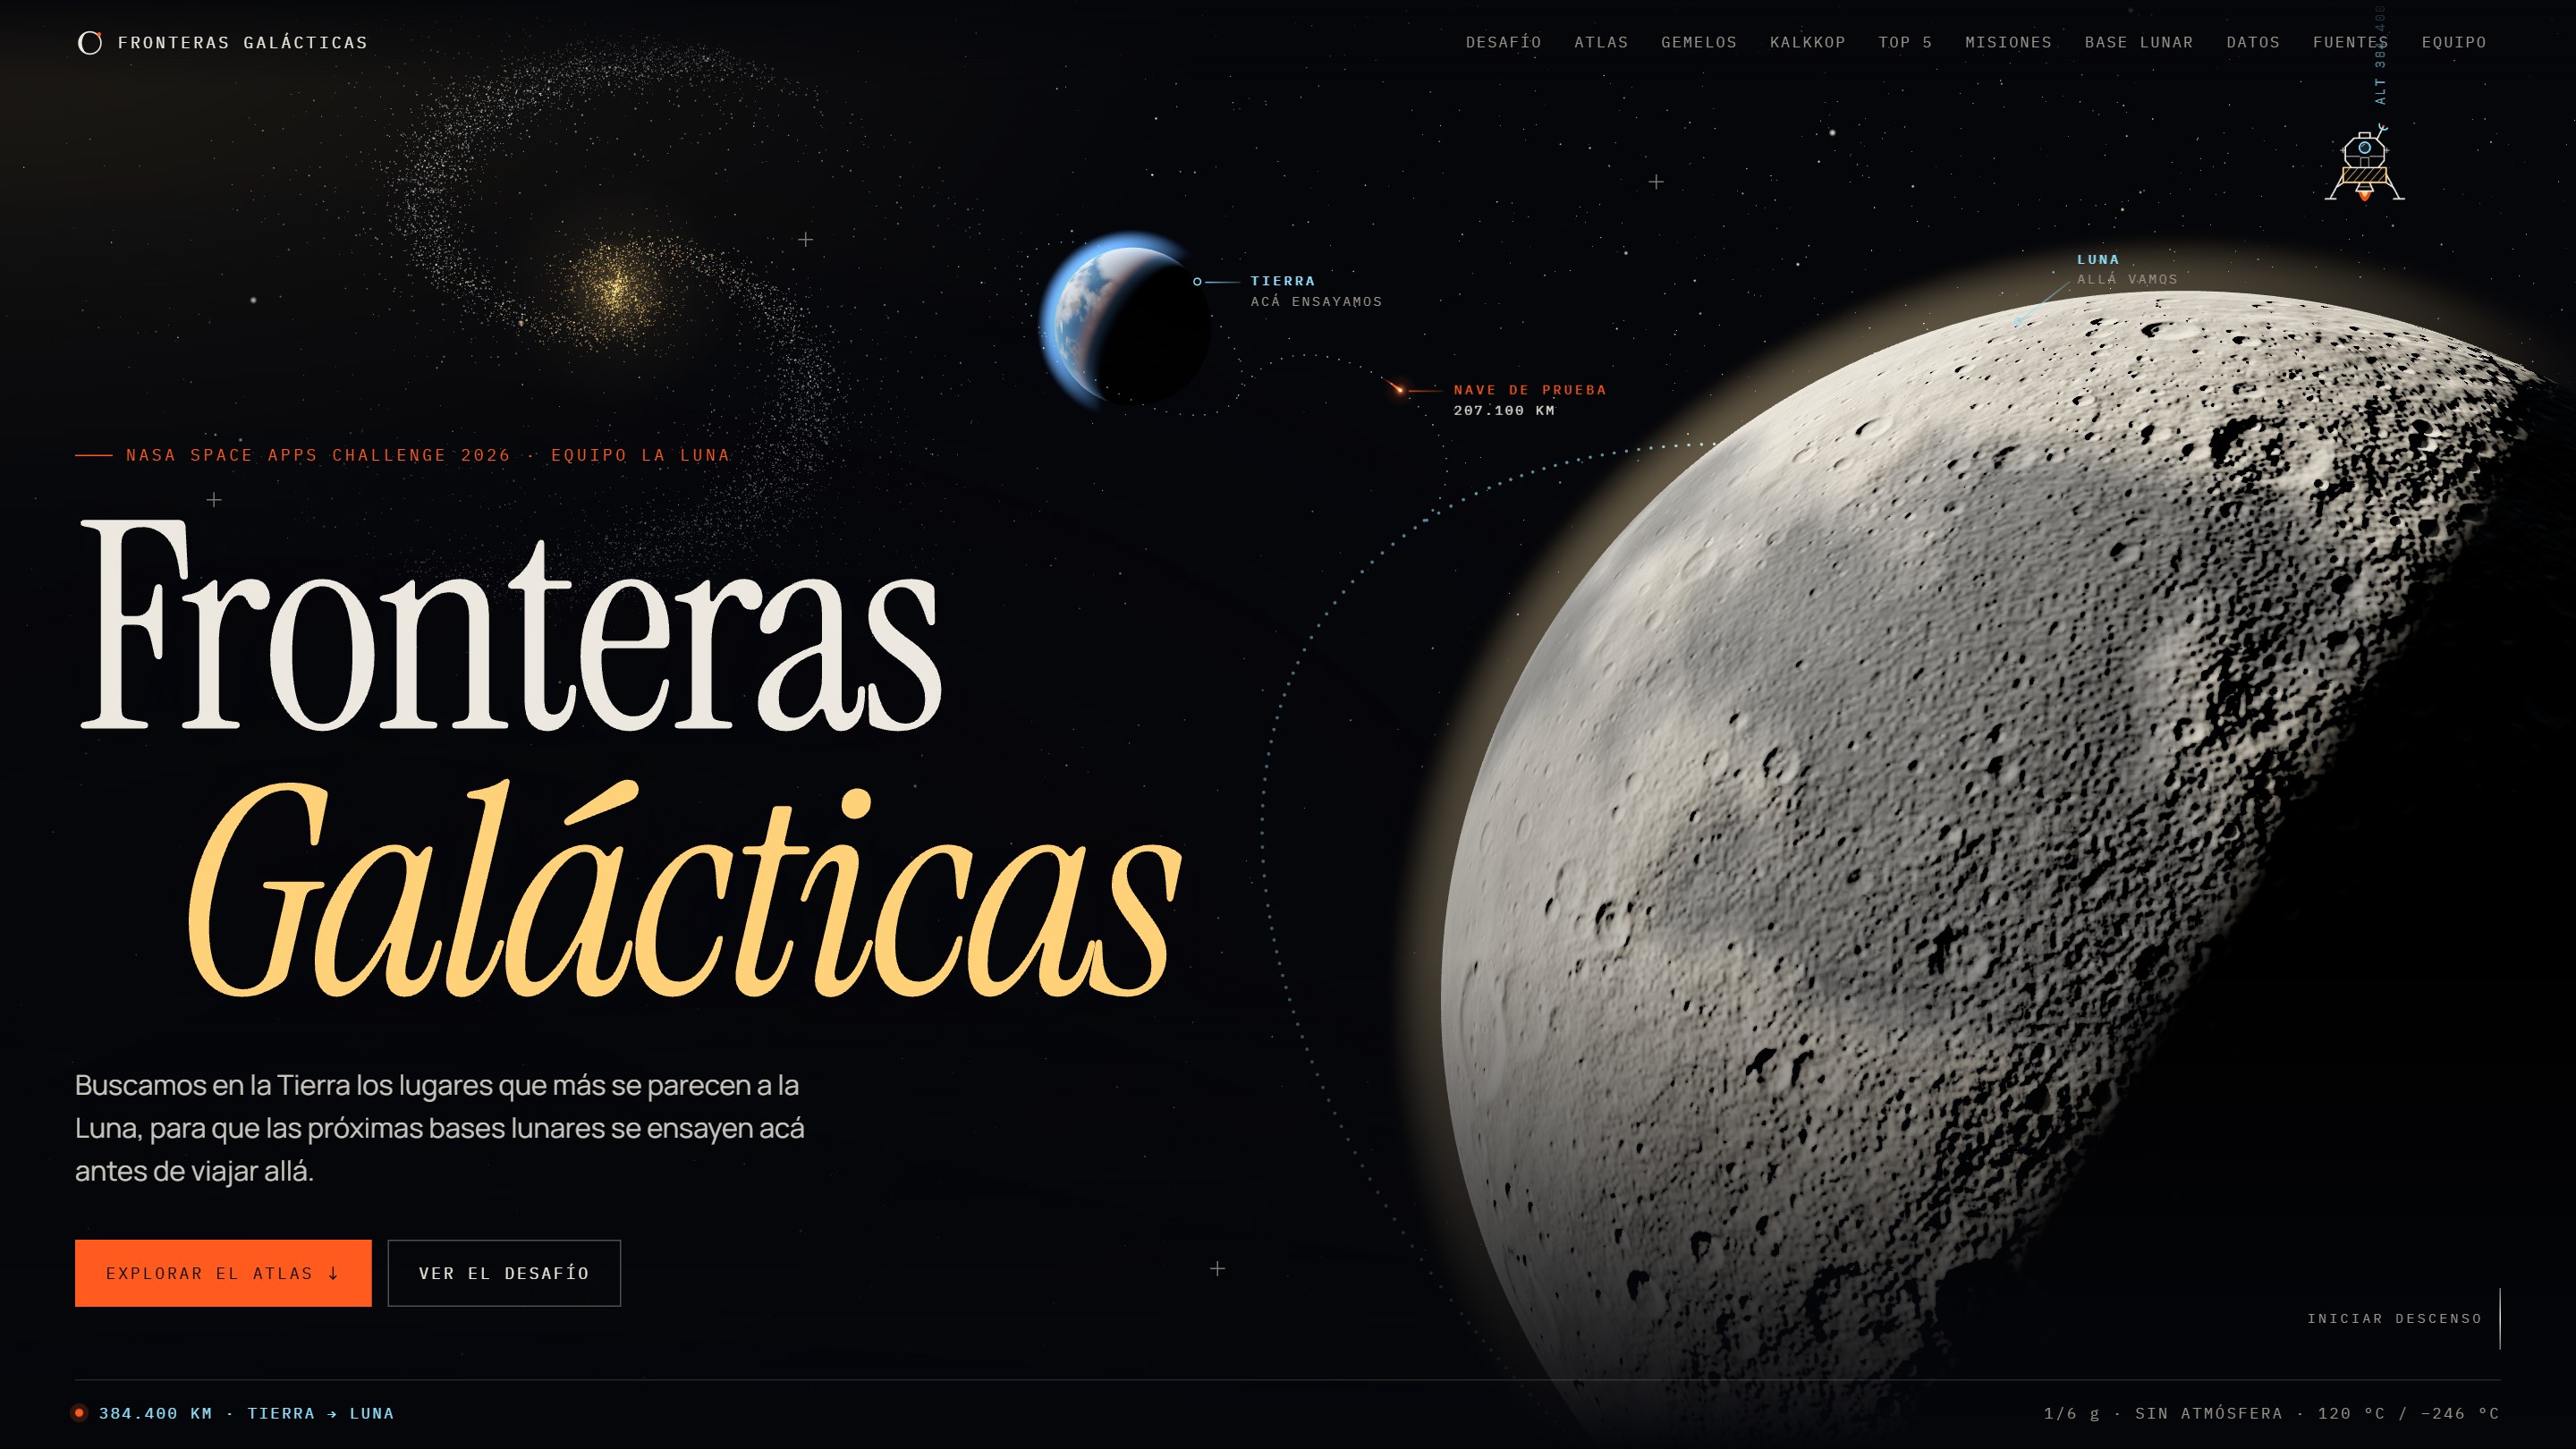 FRONTERAS GALÁCTICAS
DESAFÍO ATLAS GEMELOS KALKKOP TOP 5 MISIONES BASE LUNAR DATOS FUENTES EQUIPO
ALT 384.400
LUNA
ALLÁ VAMOS
TIERRA
ACÁ ENSAYAMOS
NAVE DE PRUEBA
207.100 KM
NASA SPACE APPS CHALLENGE 2026 · EQUIPO LA LUNA
Fronteras
Galácticas
Buscamos en la Tierra los lugares que más se parecen a la
Luna, para que las próximas bases lunares se ensayen acá
antes de viajar allá.
EXPLORAR EL ATLAS ↓
VER EL DESAFÍO
INICIAR DESCENSO
384.400 KM · TIERRA → LUNA
1/6 g · SIN ATMÓSFERA · 120 °C / −246 °C